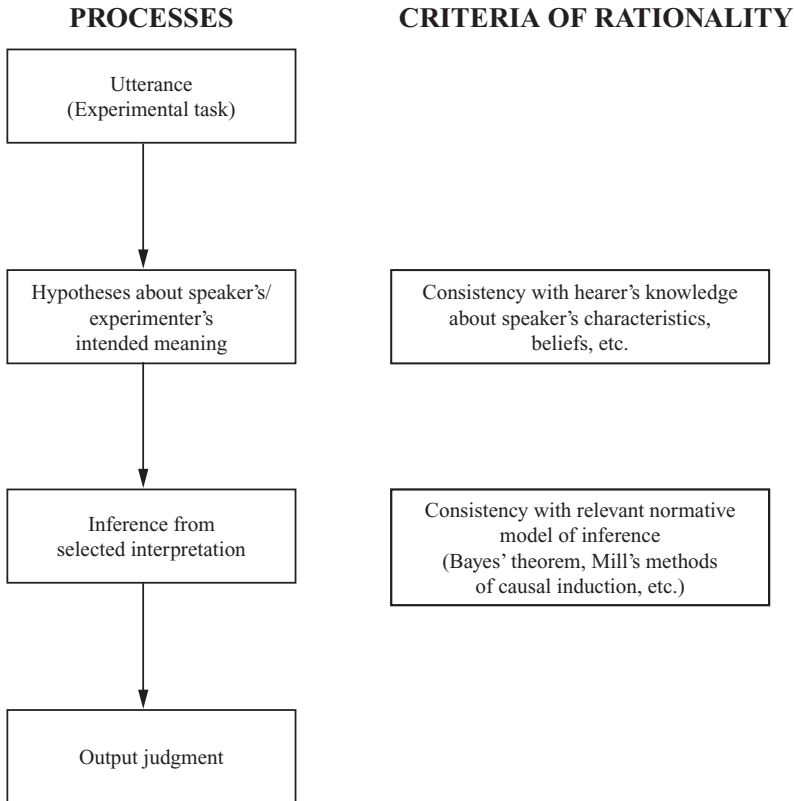 PROCESSES
CRITERIA OF RATIONALITY
Utterance
(Experimental task)
Hypotheses about speaker’s/
experimenter’s
intended meaning
Consistency with hearer’s knowledge
about speaker’s characteristics,
beliefs, etc.
Inference from
selected interpretation
Consistency with relevant normative
model of inference
(Bayes’ theorem, Mill’s methods
of causal induction, etc.)
Output judgment